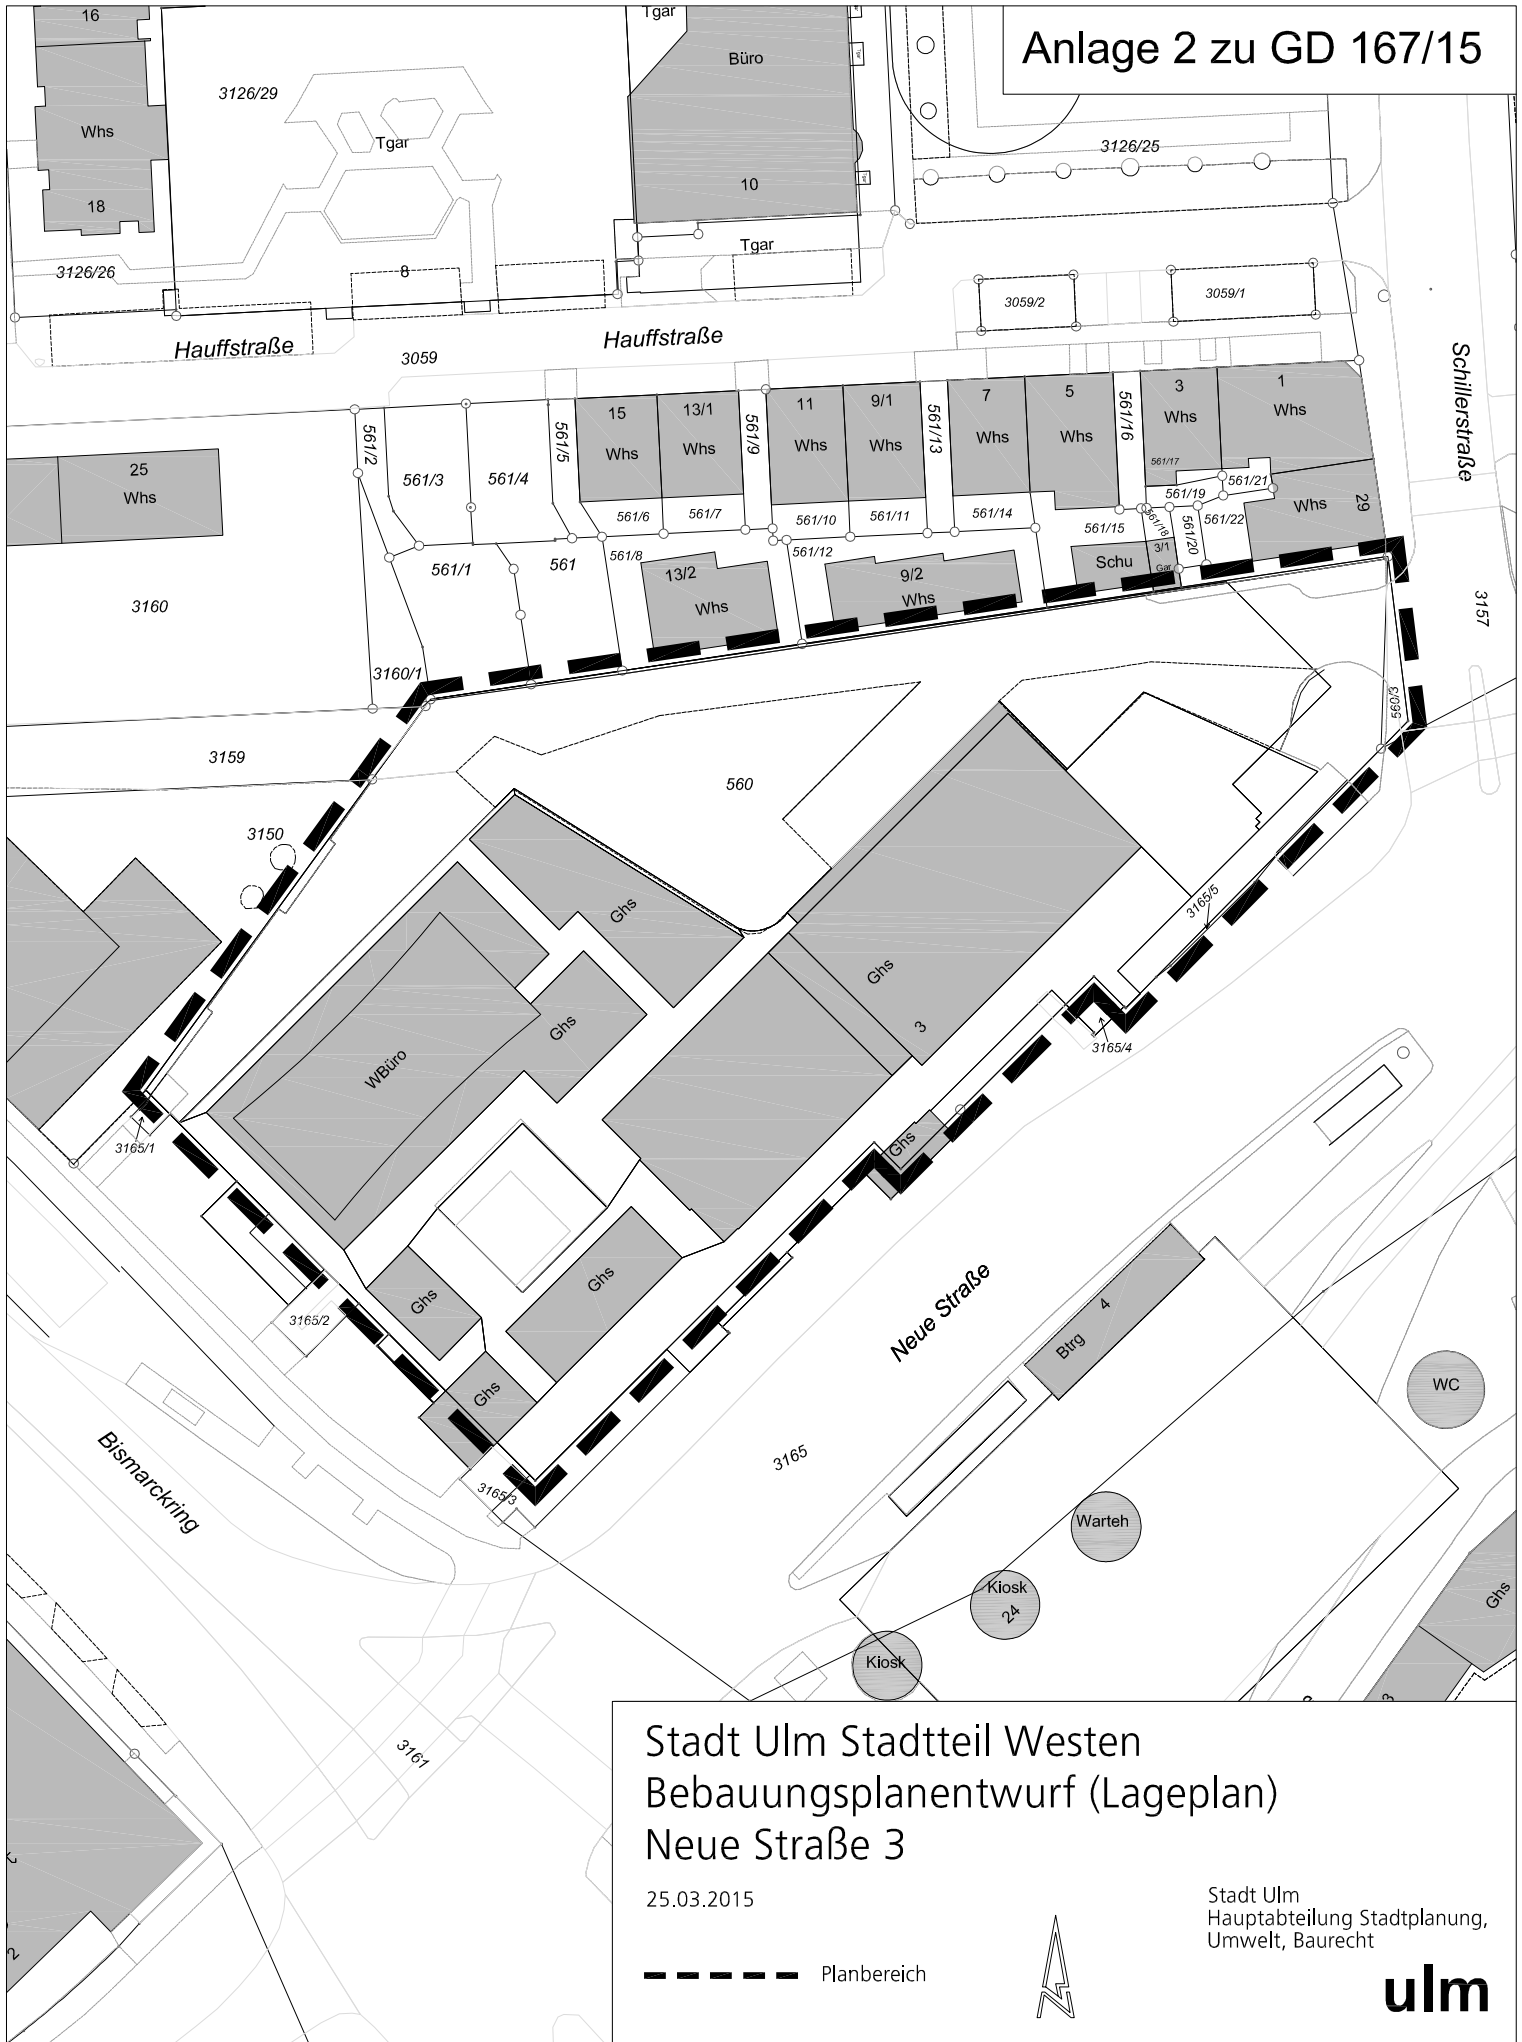 Anlage 2 zu GD 167/15
16
Tgar
Büro
3126/29
Whs
Tgar
3126/25
18
10
Tgar
3126/26
8
3059/2
3059/1
Hauffstraße
Hauffstraße
3059
Schillerstraße
561/2
561/3
561/4
561/5
15
Whs
13/1
Whs
561/9
11
Whs
9/1
Whs
561/13
7
Whs
5
Whs
561/16
3
Whs
1
Whs
25
Whs
561/17
561/19
561/21
Whs
29
561/6
561/7
561/10
561/11
561/14
561/15
561/18
561/20
561/22
561/1
561
561/8
561/12
13/2
Whs
9/2
Whs
Schu
3/1
Gar
3160
3157
3160/1
560/3
3159
560
3150
Ghs
3165/5
Ghs
3
Ghs
WBüro
3165/4
3165/1
Ghs
Ghs
Ghs
3165/2
Neue Straße
4
Btrg
WC
Ghs
Bismarckring
3165
3165/3
Warteh
Kiosk
24
Ghs
Kiosk
3
3161
2
Stadt Ulm Stadtteil Westen
Bebauungsplanentwurf (Lageplan)
Neue Straße 3
25.03.2015
Stadt Ulm
Hauptabteilung Stadtplanung,
Umwelt, Baurecht
Planbereich
N
ulm